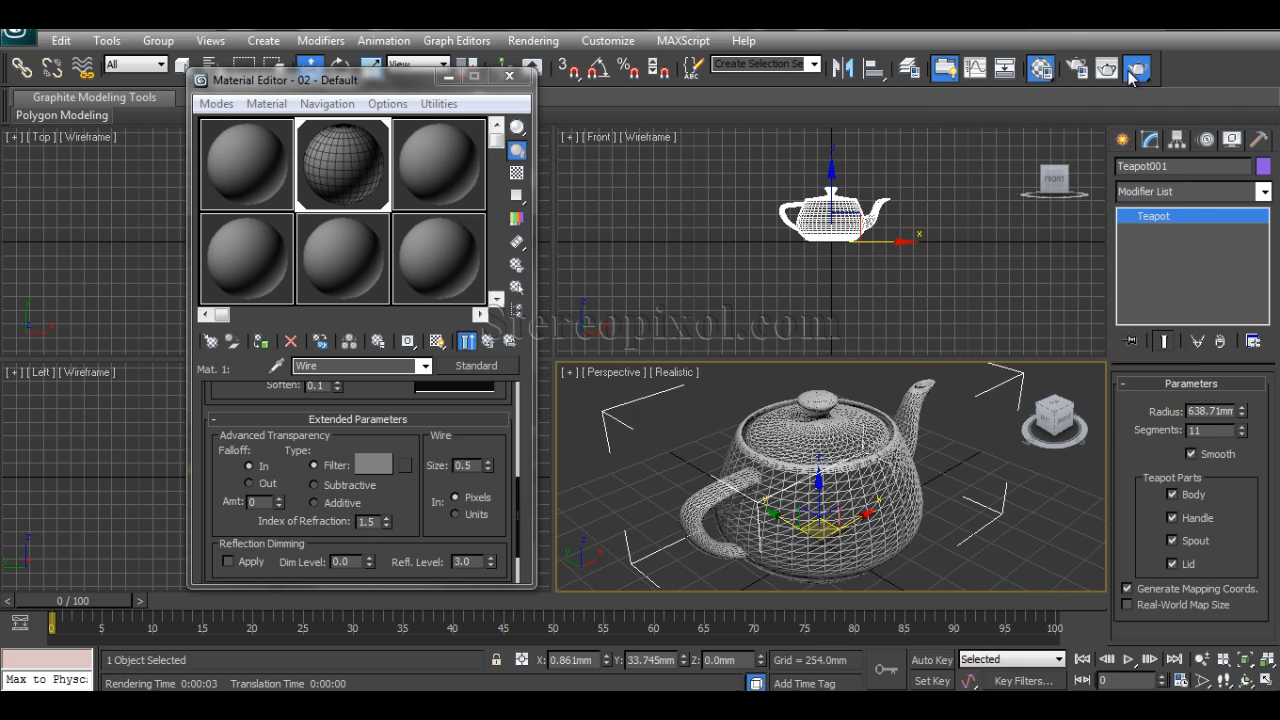 Edit Tools Group Views Create Modifiers Animation Graph Editors Rendering Customize MAXScript Help
All View Create Selection Se
Graphite Modeling Tools
Polygon Modeling
Material Editor - 02 - Default
Modes Material Navigation Options Utilities
Mat. 1: Wire Standard
Soften: 0.1
- Extended Parameters
Advanced Transparency Wire
Falloff: Type:
In Filter: Size: 0.5
Out Subtractive
Amt: 0 Additive In: Pixels
Units
Index of Refraction: 1.5
Reflection Dimming
Apply Dim Level: 0.0 Refl. Level: 3.0
[ + ] [ Top ] [ Wireframe ]
[ + ] [ Front ] [ Wireframe ]
FRONT
z
x
Stereopixol.com
[ + ] [ Left ] [ Wireframe ]
[ + ] [ Perspective ] [ Realistic ]
Teapot001
Modifier List
Teapot
- Parameters
Radius: 638.71mm
Segments: 11
Smooth
Teapot Parts
Body
Handle
Spout
Lid
Generate Mapping Coords.
Real-World Map Size
< 0 / 100 >
0 5 10 15 20 25 30 35 40 45 50 55 60 65 70 75 80 85 90 95 100
1 Object Selected X: 0.861mm Y: 33.745mm Z: 0.0mm Grid = 254.0mm Auto Key Selected
Max to Physc. Rendering Time 0:00:03 Translation Time 0:00:00 Add Time Tag Set Key Key Filters... 0